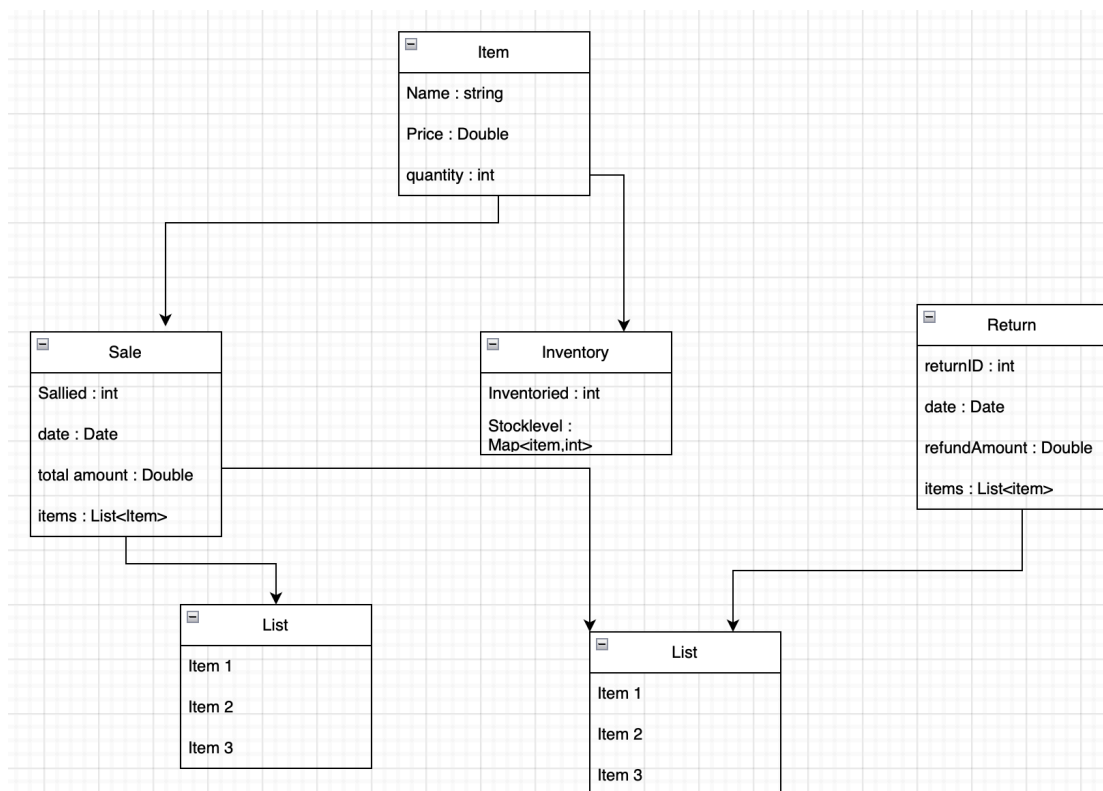 Item
Name : string
Price : Double
quantity : int
Sale
Sallied : int
date : Date
total amount : Double
items : List<Item>
Inventory
Inventoried : int
Stocklevel :
Map<item,int>
Return
returnID : int
date : Date
refundAmount : Double
items : List<item>
List
Item 1
Item 2
Item 3
List
Item 1
Item 2
Item 3